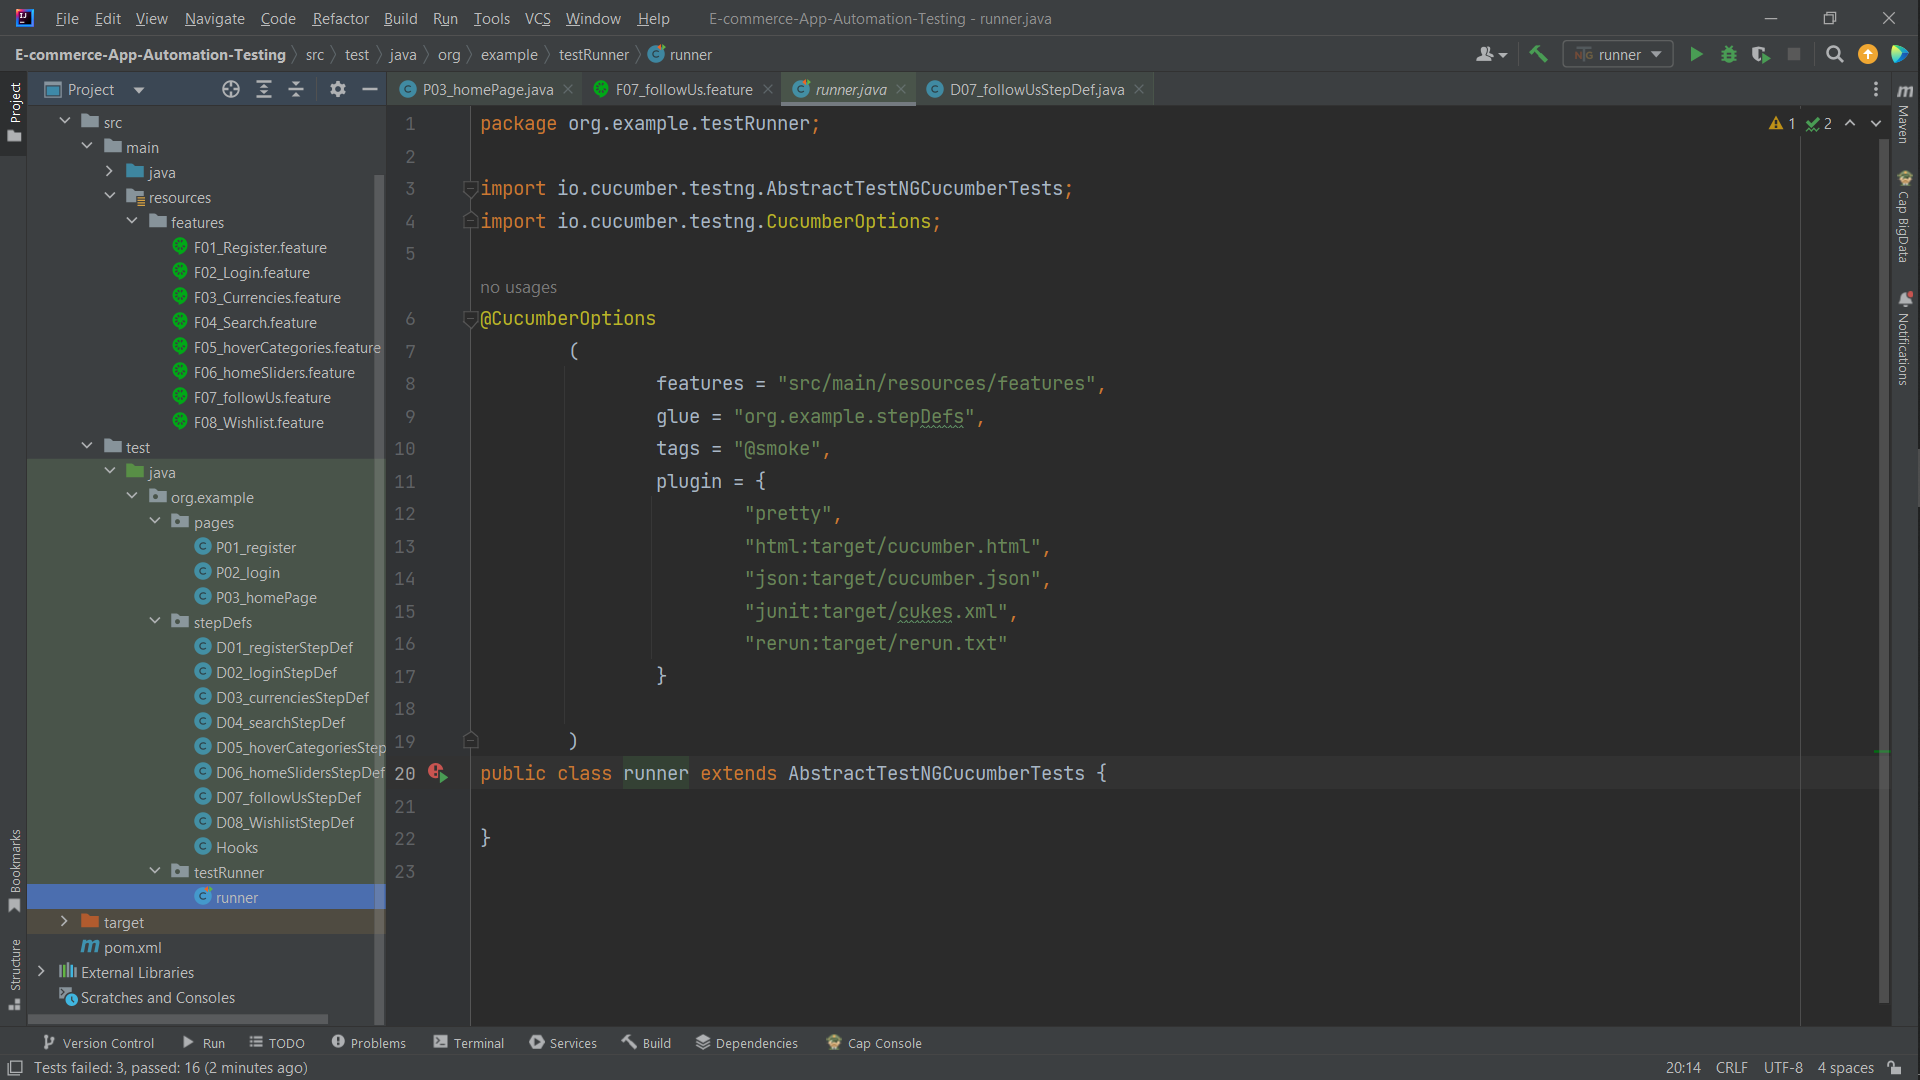 File Edit View Navigate Code Refactor Build Run Tools VCS Window Help E-commerce-App-Automation-Testing - runner.java
E-commerce-App-Automation-Testing src test java org example testRunner runner
runner
Project
P03_homePage.java F07_followUs.feature runner.java D07_followUsStepDef.java
Project
Bookmarks
Structure
src
main
java
resources
features
F01_Register.feature
F02_Login.feature
F03_Currencies.feature
F04_Search.feature
F05_hoverCategories.feature
F06_homeSliders.feature
F07_followUs.feature
F08_Wishlist.feature
test
java
org.example
pages
P01_register
P02_login
P03_homePage
stepDefs
D01_registerStepDef
D02_loginStepDef
D03_currenciesStepDef
D04_searchStepDef
D05_hoverCategoriesStep
D06_homeSlidersStepDef
D07_followUsStepDef
D08_WishlistStepDef
Hooks
testRunner
runner
target
pom.xml
External Libraries
Scratches and Consoles
1 package org.example.testRunner;
2
3 import io.cucumber.testng.AbstractTestNGCucumberTests;
4 import io.cucumber.testng.CucumberOptions;
5
no usages
6 @CucumberOptions
7 (
8 features = "src/main/resources/features",
9 glue = "org.example.stepDefs",
10 tags = "@smoke",
11 plugin = {
12 "pretty",
13 "html:target/cucumber.html",
14 "json:target/cucumber.json",
15 "junit:target/cukes.xml",
16 "rerun:target/rerun.txt"
17 }
18
19 )
20 public class runner extends AbstractTestNGCucumberTests {
21
22 }
23
1 2
Maven
Cap BigData
Notifications
Version Control Run TODO Problems Terminal Services Build Dependencies Cap Console
Tests failed: 3, passed: 16 (2 minutes ago)
20:14 CRLF UTF-8 4 spaces